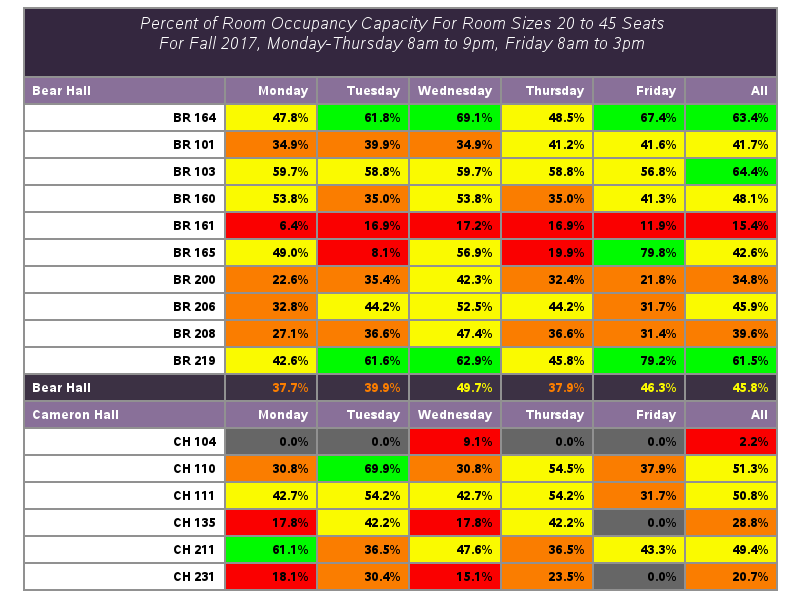 Percent of Room Occupancy Capacity For Room Sizes 20 to 45 Seats
For Fall 2017, Monday-Thursday 8am to 9pm, Friday 8am to 3pm
Bear Hall Monday Tuesday Wednesday Thursday Friday All
BR 164 47.8% 61.8% 69.1% 48.5% 67.4% 63.4%
BR 101 34.9% 39.9% 34.9% 41.2% 41.6% 41.7%
BR 103 59.7% 58.8% 59.7% 58.8% 56.8% 64.4%
BR 160 53.8% 35.0% 53.8% 35.0% 41.3% 48.1%
BR 161 6.4% 16.9% 17.2% 16.9% 11.9% 15.4%
BR 165 49.0% 8.1% 56.9% 19.9% 79.8% 42.6%
BR 200 22.6% 35.4% 42.3% 32.4% 21.8% 34.8%
BR 206 32.8% 44.2% 52.5% 44.2% 31.7% 45.9%
BR 208 27.1% 36.6% 47.4% 36.6% 31.4% 39.6%
BR 219 42.6% 61.6% 62.9% 45.8% 79.2% 61.5%
Bear Hall 37.7% 39.9% 49.7% 37.9% 46.3% 45.8%
Cameron Hall Monday Tuesday Wednesday Thursday Friday All
CH 104 0.0% 0.0% 9.1% 0.0% 0.0% 2.2%
CH 110 30.8% 69.9% 30.8% 54.5% 37.9% 51.3%
CH 111 42.7% 54.2% 42.7% 54.2% 31.7% 50.8%
CH 135 17.8% 42.2% 17.8% 42.2% 0.0% 28.8%
CH 211 61.1% 36.5% 47.6% 36.5% 43.3% 49.4%
CH 231 18.1% 30.4% 15.1% 23.5% 0.0% 20.7%